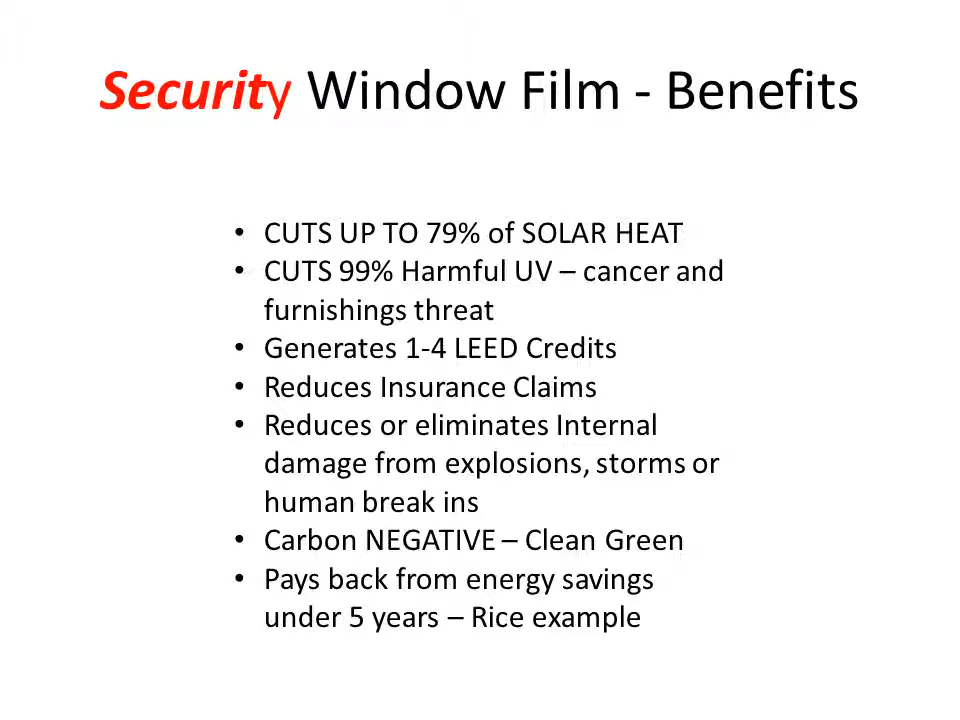 Security Window Film - Benefits
• CUTS UP TO 79% of SOLAR HEAT
• CUTS 99% Harmful UV – cancer and
furnishings threat
• Generates 1-4 LEED Credits
• Reduces Insurance Claims
• Reduces or eliminates Internal
damage from explosions, storms or
human break ins
• Carbon NEGATIVE – Clean Green
• Pays back from energy savings
under 5 years – Rice example